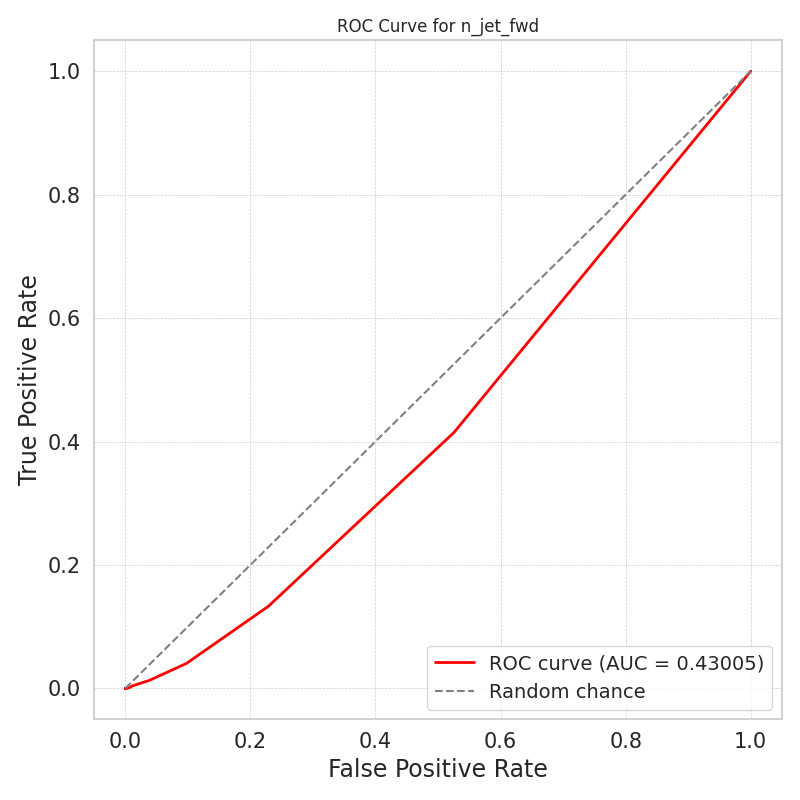 ROC Curve for n_jet_fwd
True Positive Rate
1.0
0.8
0.6
0.4
0.2
0.0
ROC curve (AUC = 0.43005)
Random chance
0.0 0.2 0.4 0.6 0.8 1.0
False Positive Rate